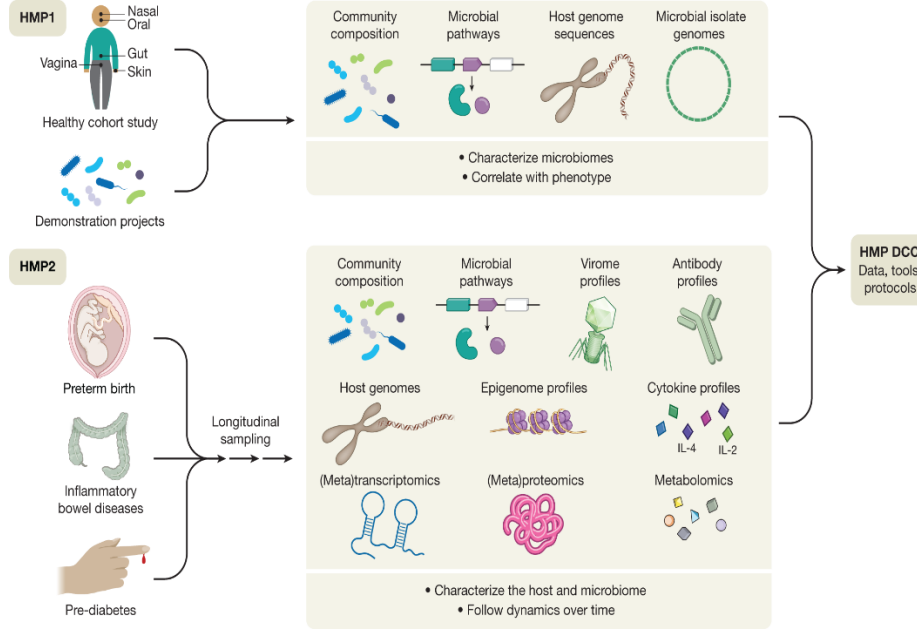 HMP1
Nasal
Oral
Gut
Vagina
Skin
Healthy cohort study
Demonstration projects
Community
composition
Microbial
pathways
Host genome
sequences
Microbial isolate
genomes
• Characterize microbiomes
• Correlate with phenotype
HMP2
Preterm birth
Inflammatory
bowel diseases
Pre-diabetes
Longitudinal
sampling
Community
composition
Microbial
pathways
Virome
profiles
Antibody
profiles
Host genomes
Epigenome profiles
Cytokine profiles
IL-4
IL-2
(Meta)transcriptomics
(Meta)proteomics
Metabolomics
• Characterize the host and microbiome
• Follow dynamics over time
HMP DCC
Data, tools
protocols